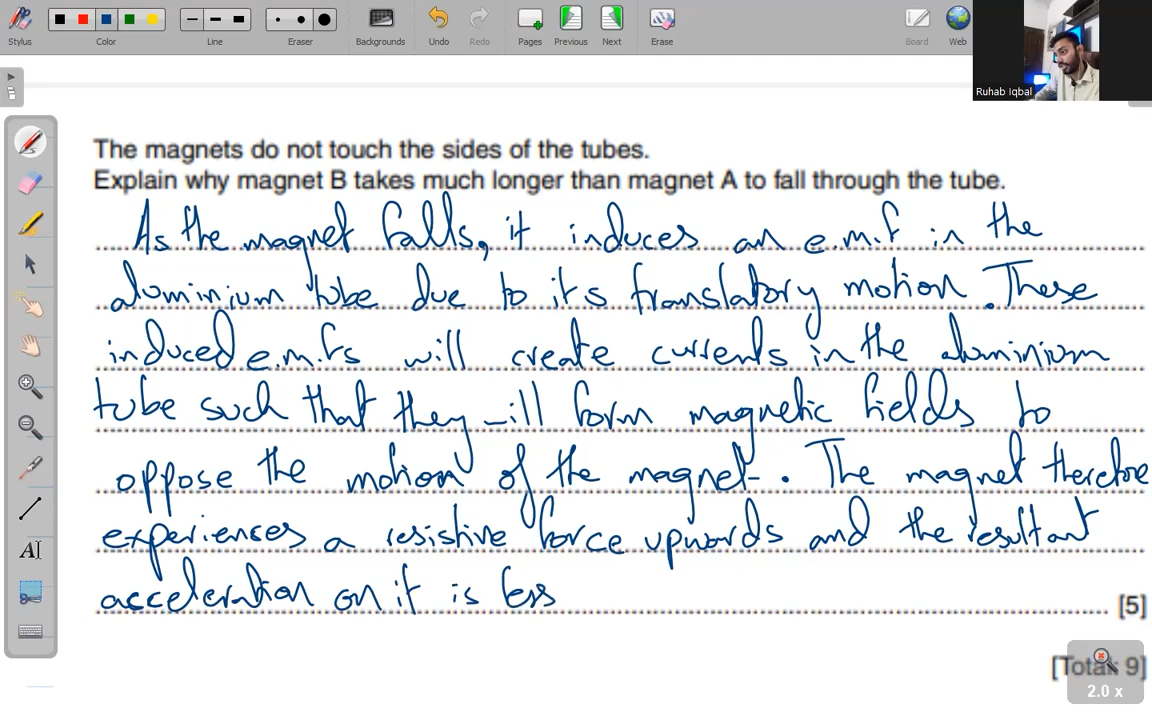 Stylus
Color
Line
Eraser
Backgrounds
Undo
Redo
Pages
Previous
Next
Erase
Board
Web
Ruhab Iqbal
The magnets do not touch the sides of the tubes.
Explain why magnet B takes much longer than magnet A to fall through the tube.
As the magnet falls, it induces an e.m.f in the
aluminium tube due to its translatory motion. These
induced e.m.fs will create currents in the aluminium
tube such that they will form magnetic fields to
oppose the motion of the magnet. The magnet therefore
experiences a resistive force upwards and the resultant
acceleration on it is less
[5]
[Total: 9]
2.0 x